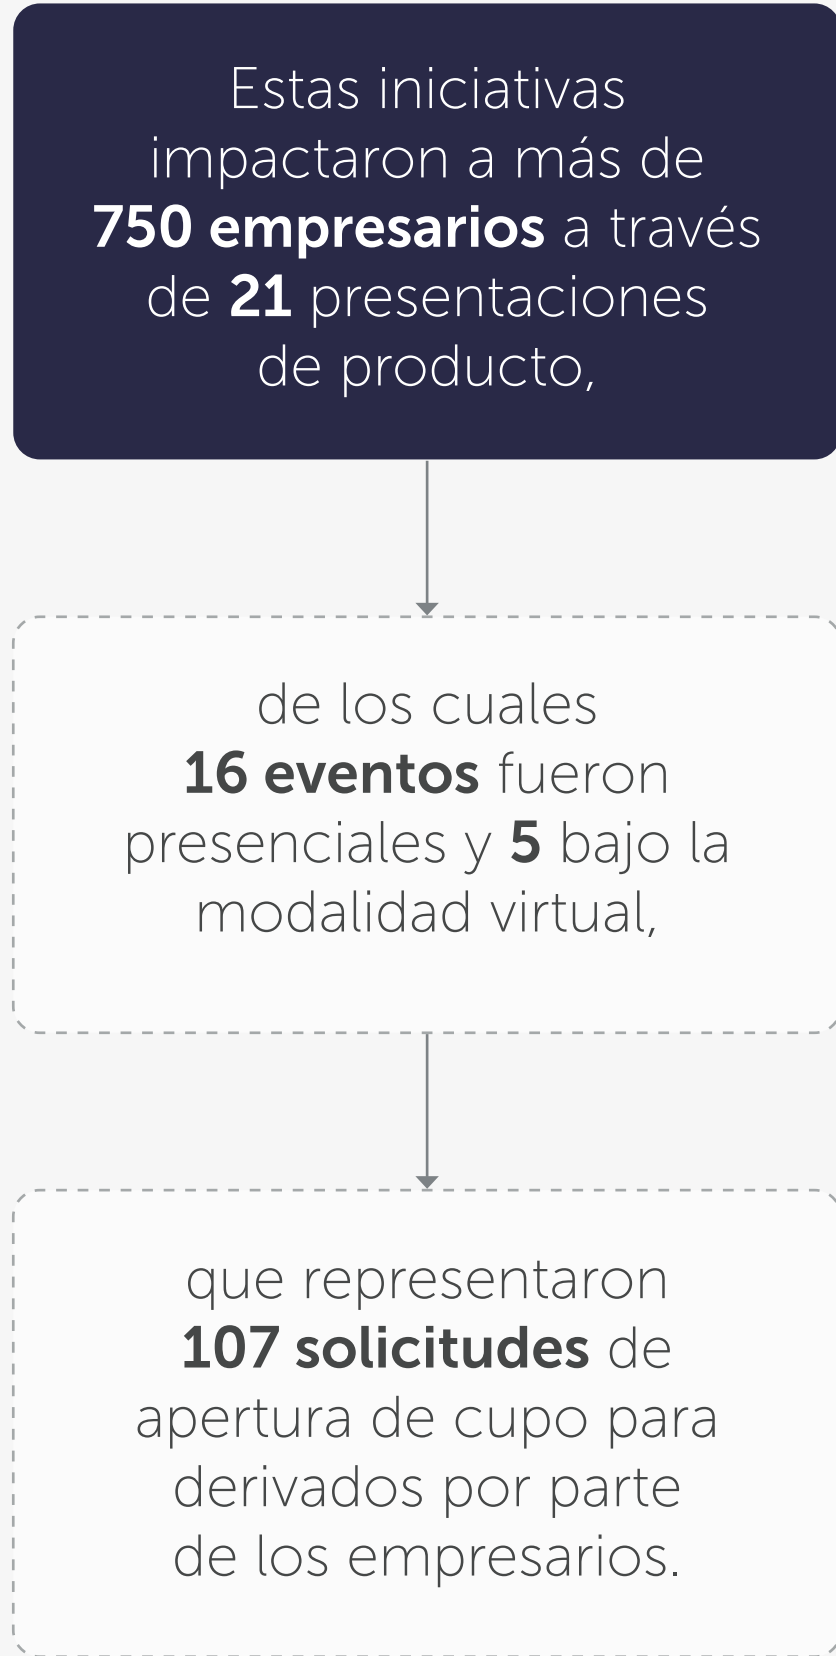 Estas iniciativas
impactaron a más de
750 empresarios a través
de 21 presentaciones
de producto,
de los cuales
16 eventos fueron
presenciales y 5 bajo la
modalidad virtual,
que representaron
107 solicitudes de
apertura de cupo para
derivados por parte
de los empresarios.